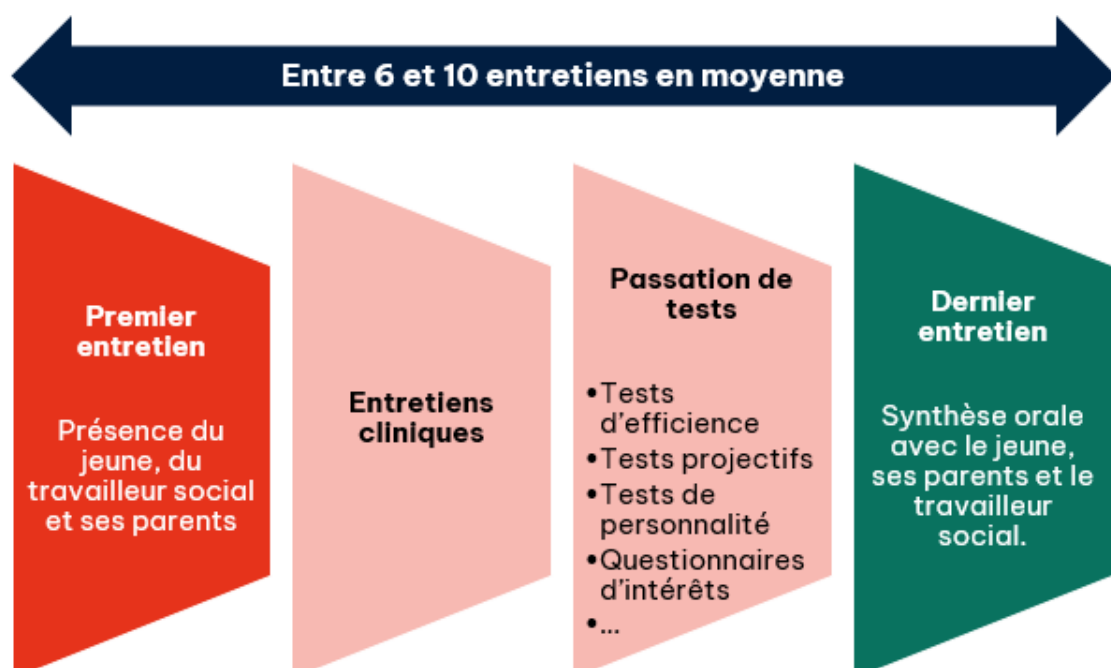 Entre 6 et 10 entretiens en moyenne
Premier
entretien
Présence du
jeune, du
travailleur social
et ses parents
Entretiens
cliniques
Passation de
tests
•Tests
d'efficience
•Tests projectifs
•Tests de
personnalité
•Questionnaires
d'intérêts
•...
Dernier
entretien
Synthèse orale
avec le jeune,
ses parents et le
travailleur
social.